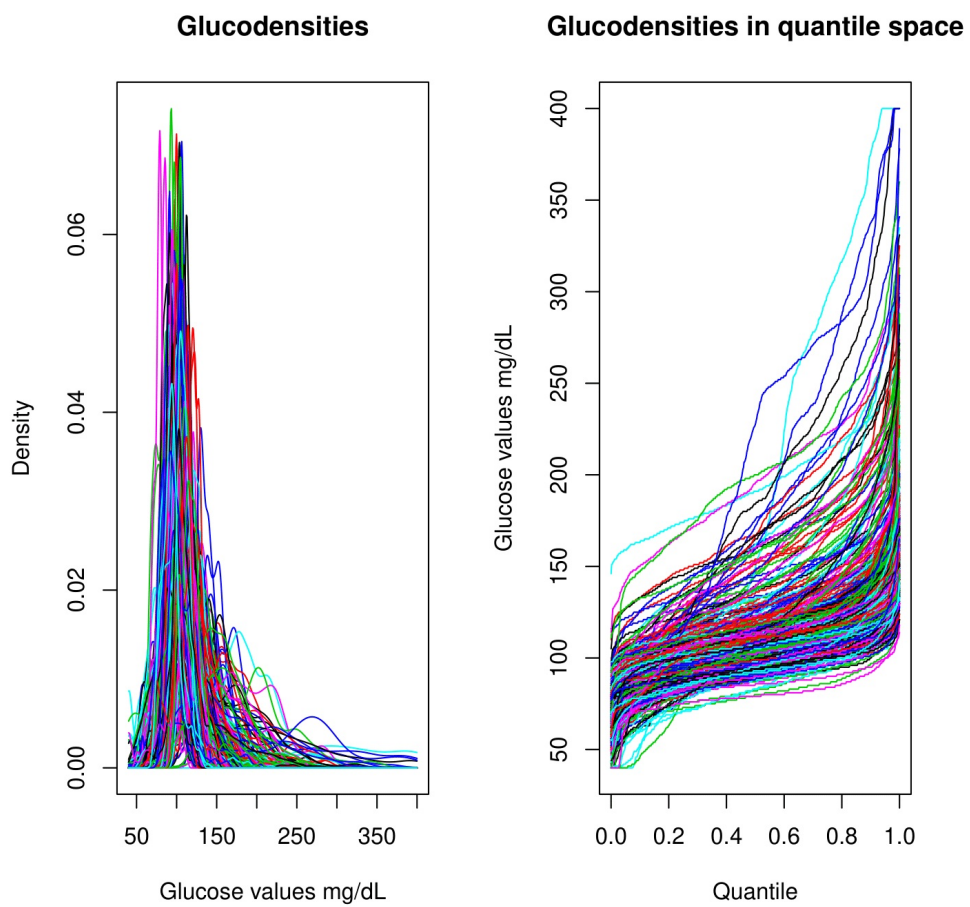 Glucodensities
Density
0.00 0.02 0.04 0.06
50 150 250 350
Glucose values mg/dL
Glucodensities in quantile space
Glucose values mg/dL
50 100 150 200 250 300 350 400
0.0 0.2 0.4 0.6 0.8 1.0
Quantile